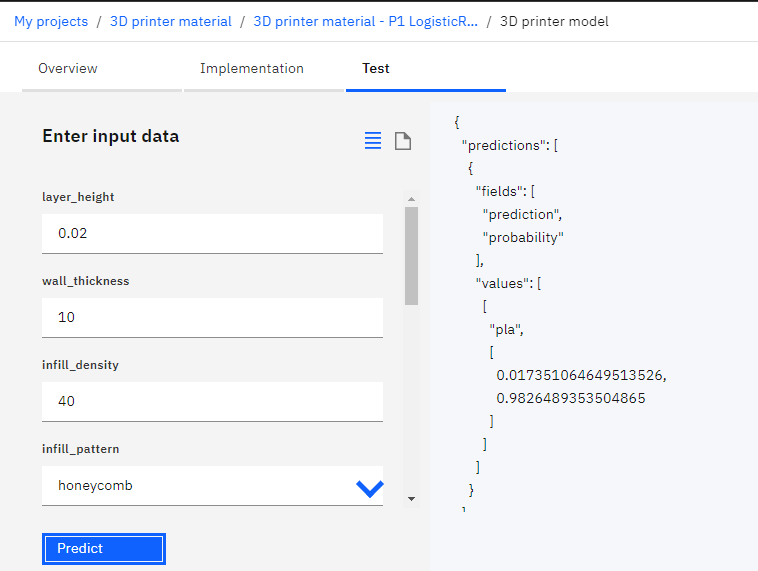 My projects / 3D printer material / 3D printer material - P1 LogisticR... / 3D printer model
Overview Implementation Test
Enter input data
layer_height
0.02
wall_thickness
10
infill_density
40
infill_pattern
honeycomb
Predict
{
"predictions": [
{
"fields": [
"prediction",
"probability"
],
"values": [
[
"pla",
[
0.017351064649513526,
0.9826489353504865
]
]
]
}
]